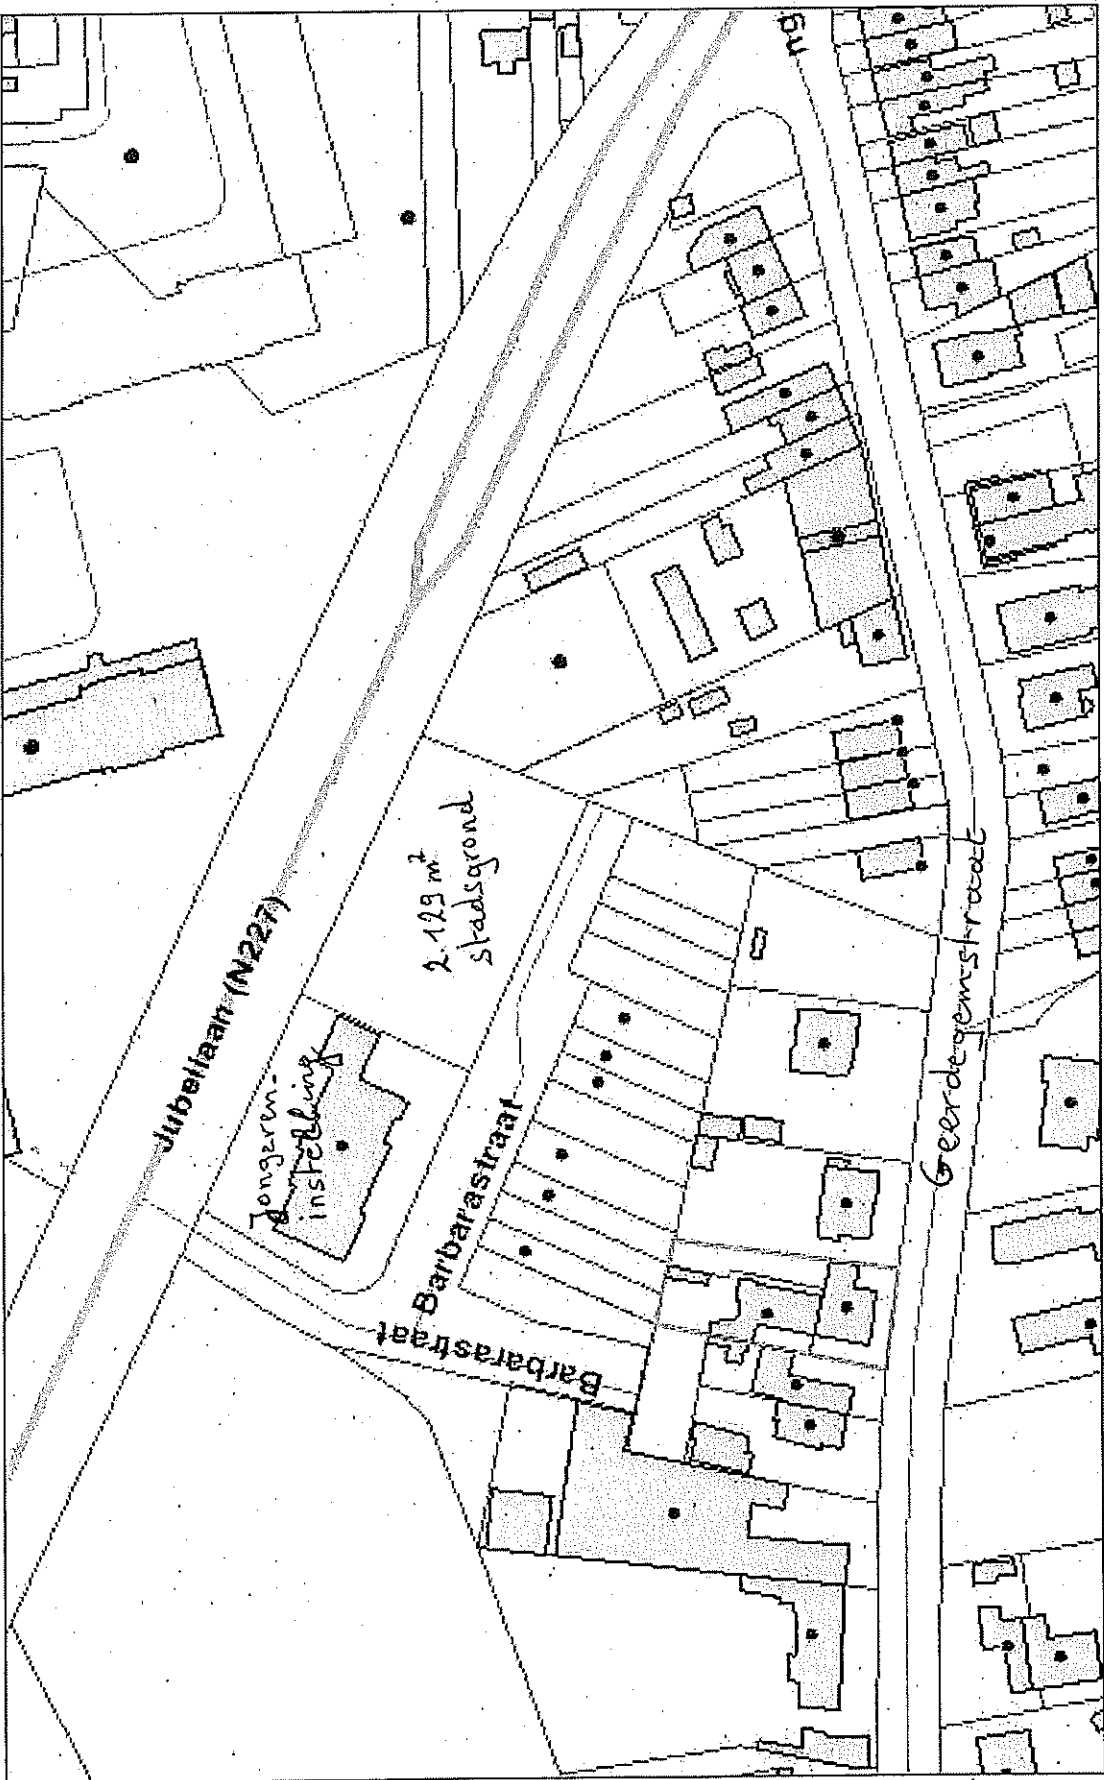 Jubellaan (N227)
2.129 m²
stadsgrond
Jongeren-
instelling
Barbarastraat
Barbarastraat
Geerdegemstraat